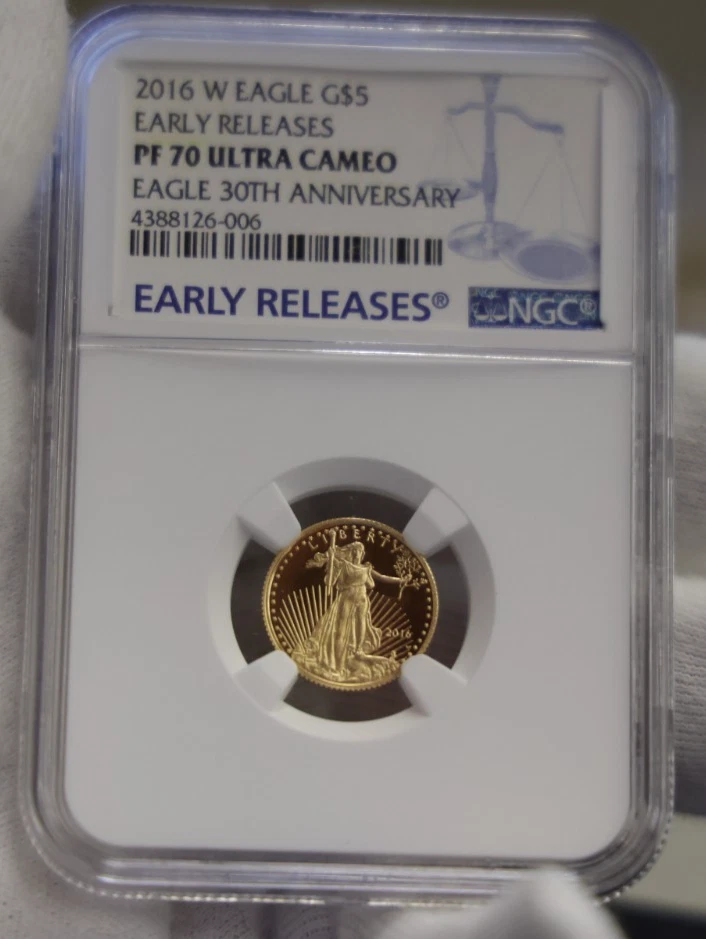 2016 W EAGLE G$5
EARLY RELEASES
PF 70 ULTRA CAMEO
EAGLE 30TH ANNIVERSARY
4388126-006
EARLY RELEASES® NGC®
LIBERTY
2016